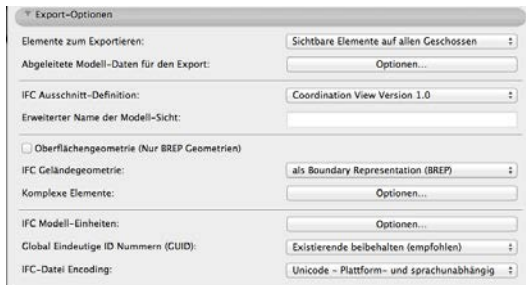 Export-Optionen
Elemente zum Exportieren: Sichtbare Elemente auf allen Geschossen
Abgeleitete Modell-Daten für den Export: Optionen...
IFC Ausschnitt-Definition: Coordination View Version 1.0
Erweiterter Name der Modell-Sicht:
Oberflächengeometrie (Nur BREP Geometrien)
IFC Geländegeometrie: als Boundary Representation (BREP)
Komplexe Elemente: Optionen...
IFC Modell-Einheiten: Optionen...
Global Eindeutige ID Nummern (GUID): Existierende beibehalten (empfohlen)
IFC-Datei Encoding: Unicode - Plattform- und sprachunabhängig